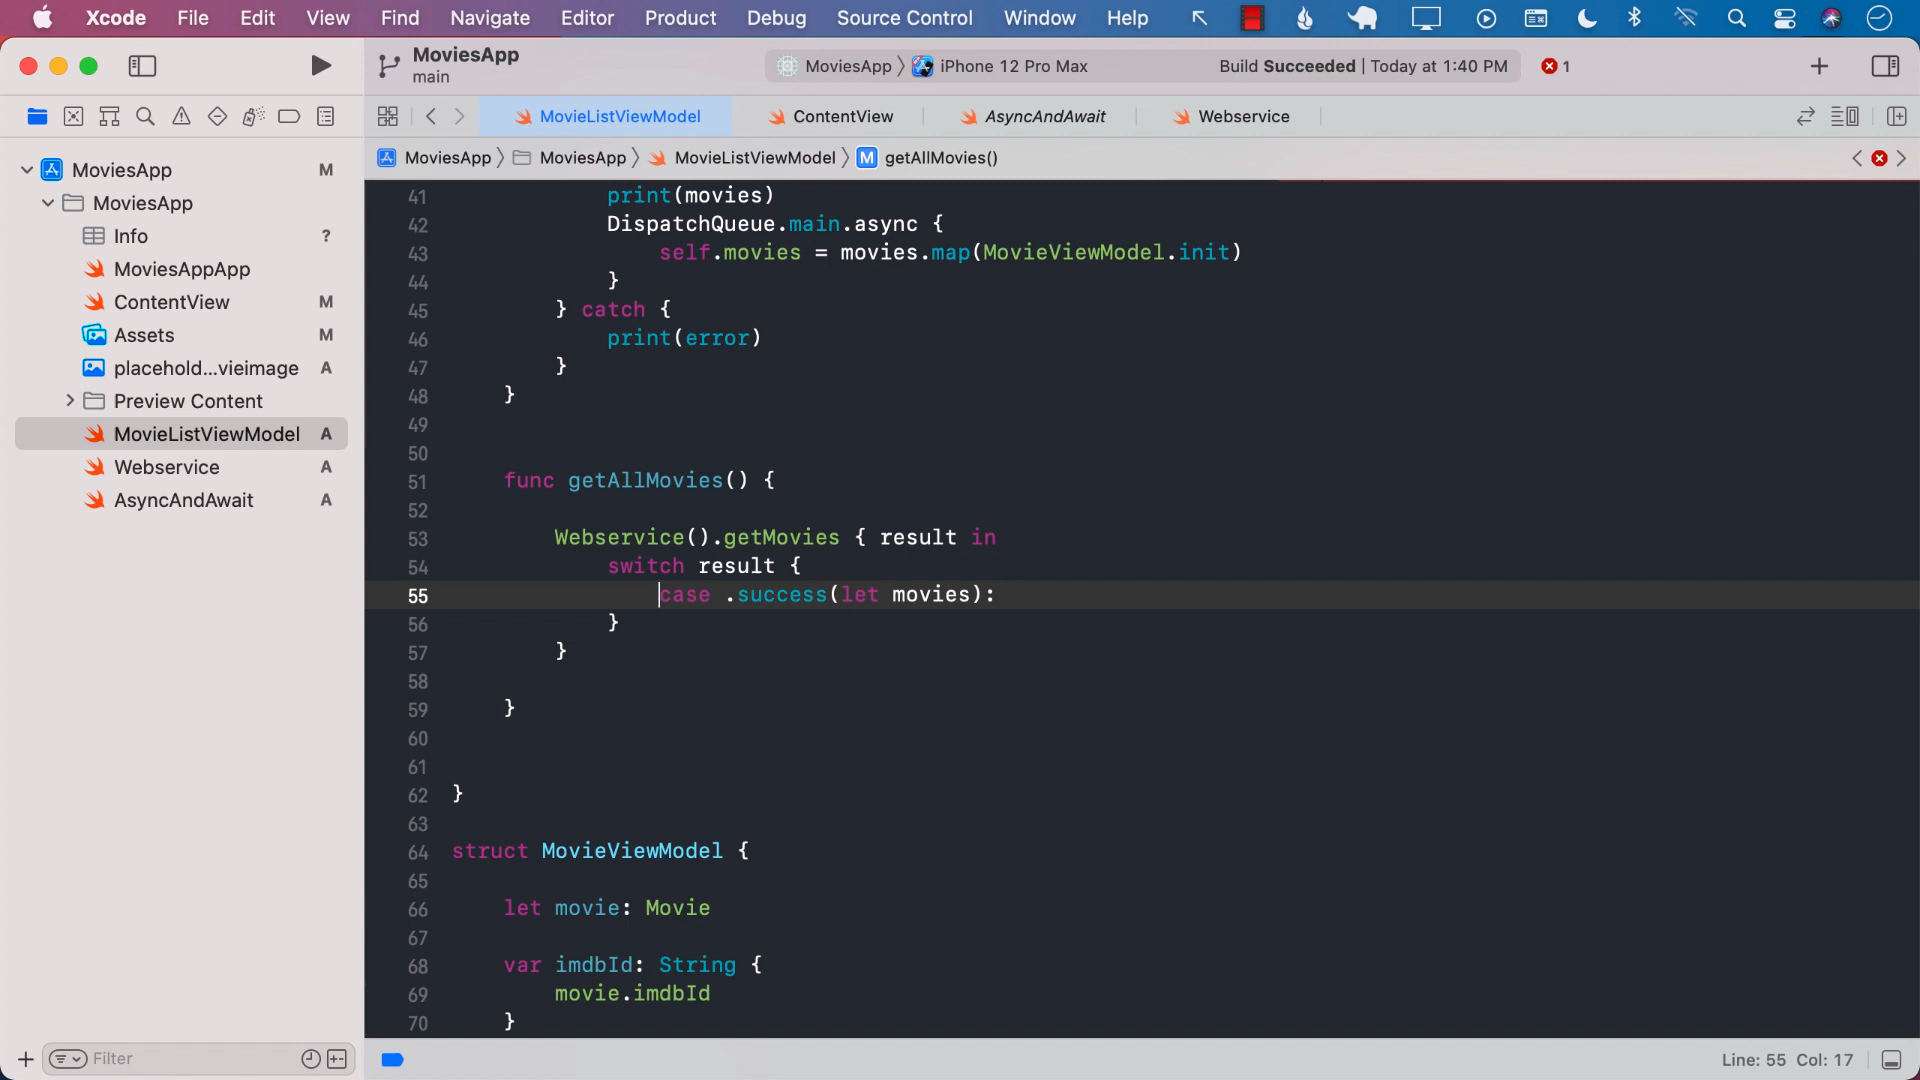 Xcode File Edit View Find Navigate Editor Product Debug Source Control Window Help
MoviesApp
main
MoviesApp iPhone 12 Pro Max
Build Succeeded | Today at 1:40 PM
1
MovieListViewModel ContentView AsyncAndAwait Webservice
MoviesApp MoviesApp MovieListViewModel M getAllMovies()
MoviesApp M
MoviesApp
Info ?
MoviesAppApp
ContentView M
Assets M
placehold...vieimage A
Preview Content
MovieListViewModel A
Webservice A
AsyncAndAwait A
Filter
41 print(movies)
42 DispatchQueue.main.async {
43 self.movies = movies.map(MovieViewModel.init)
44 }
45 } catch {
46 print(error)
47 }
48 }
49
50
51 func getAllMovies() {
52
53 Webservice().getMovies { result in
54 switch result {
55 case .success(let movies):
56 }
57 }
58
59 }
60
61
62 }
63
64 struct MovieViewModel {
65
66 let movie: Movie
67
68 var imdbId: String {
69 movie.imdbId
70 }
Line: 55 Col: 17